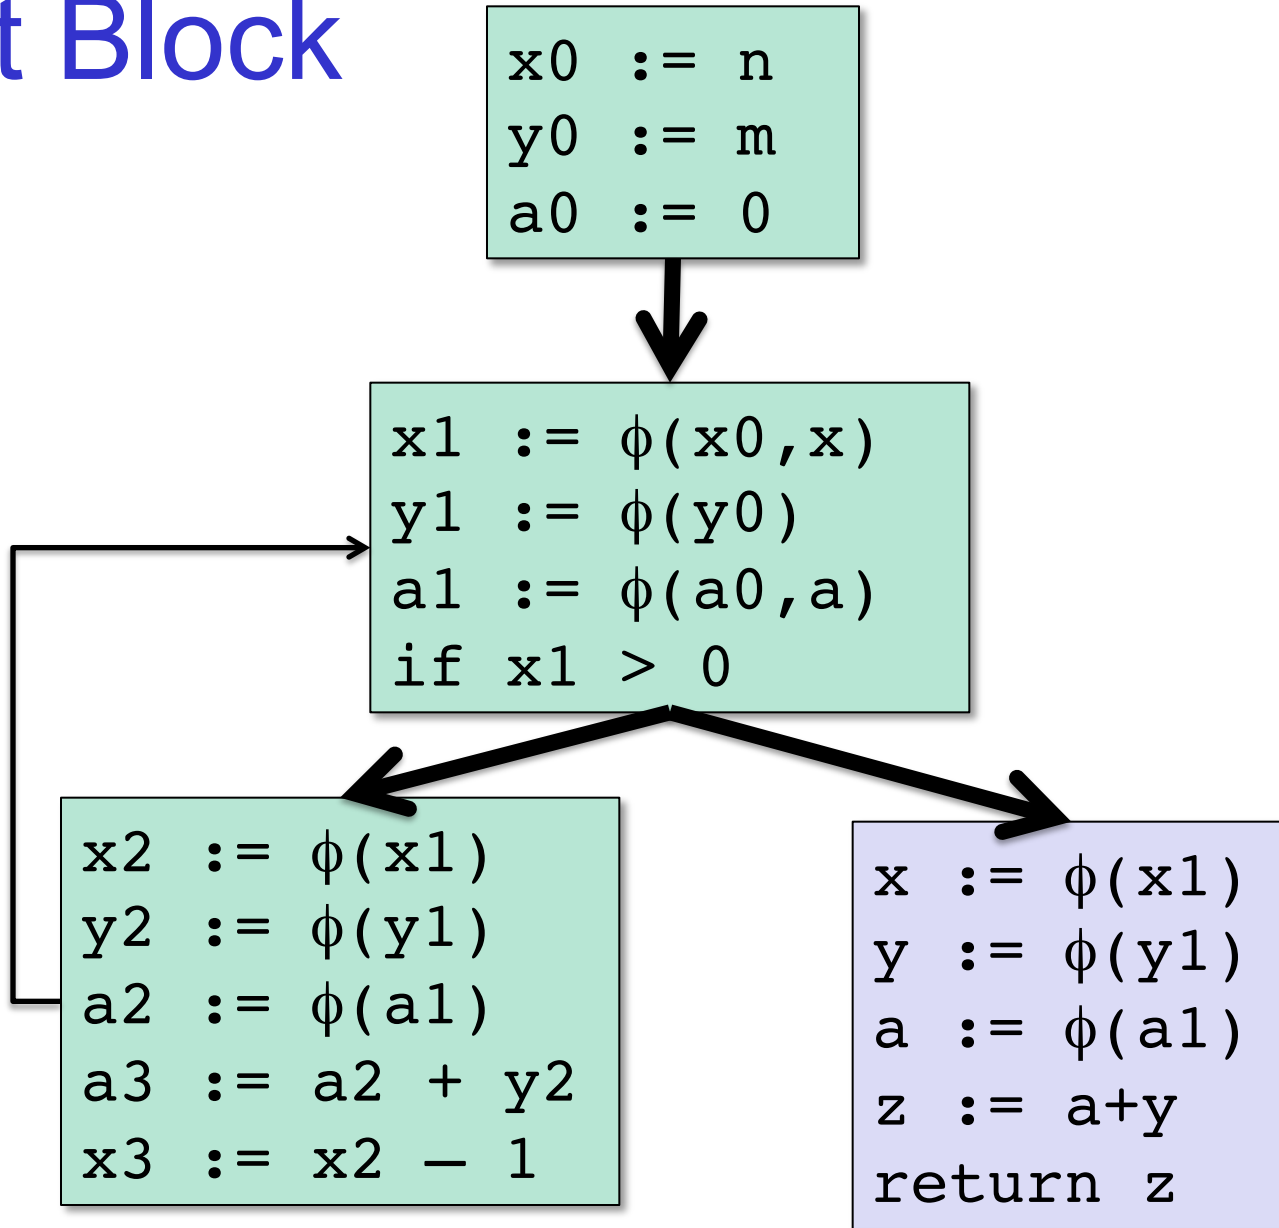 t Block
x0 := n
y0 := m
a0 := 0
x1 := ϕ(x0,x)
y1 := ϕ(y0)
a1 := ϕ(a0,a)
if x1 > 0
x2 := ϕ(x1)
y2 := ϕ(y1)
a2 := ϕ(a1)
a3 := a2 + y2
x3 := x2 – 1
x := ϕ(x1)
y := ϕ(y1)
a := ϕ(a1)
z := a+y
return z